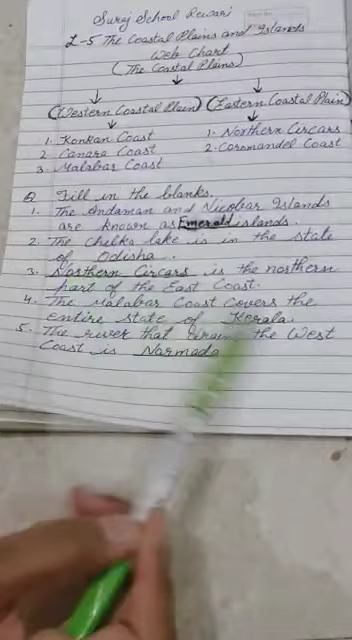 Suraj School Rewari
L-5 The Coastal Plains and Islands
Web Chart
(The Coastal Plains)
(Western Coastal Plain) (Eastern Coastal Plain)
1. Konkan Coast
2. Canara Coast
3. Malabar Coast
1. Northern Circars
2. Coromandel Coast
Q Fill in the blanks.
1. The Andaman and Nicobar Islands
are known as Emerald islands.
2. The Chilka lake is in the state
of Odisha.
3. Northern Circars is the northern
part of the East Coast.
4. The Malabar Coast covers the
entire state of Kerala.
5. The river that the West
Coast is Narmada